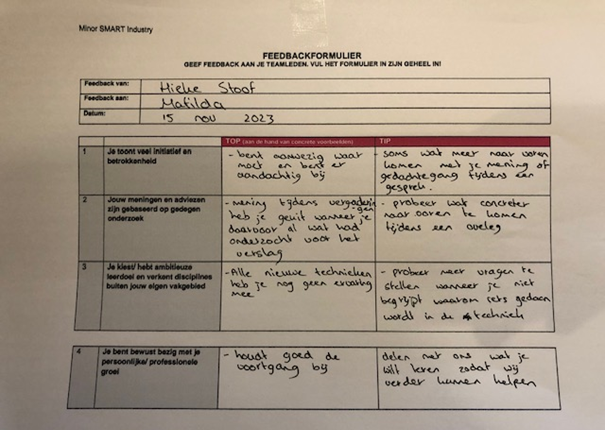 Minor SMART Industry
FEEDBACKFORMULIER
GEEF FEEDBACK AAN JE TEAMLEDEN. VUL HET FORMULIER IN ZIJN GEHEEL IN!
Feedback van: Hieke Stoof
Feedback aan: Matilda
Datum: 15 nov 2023
TOP (aan de hand van concrete voorbeelden)
TIP
1
Je toont veel initiatief en
betrokkenheid
- bent aanwezig waar
moet en bent er
aandachtig bij
- soms wat meer naar voren
komen met je mening of
gedachtegang tijdens een
gesprek.
2
Jouw meningen en adviezen
zijn gebaseerd op gedegen
onderzoek
- mening tijdens vergaderin
-gen
heb je geuit wanneer je
daarvoor al wat had
onderzocht voor het
verslag
- probeer wat concreter
naar voren te komen
tijdens een overleg
3
Je kiest/ hebt ambitieuze
leerdoel en verkent disciplines
buiten jouw eigen vakgebied
- Alle nieuwe technieken
heb je nog geen ervaring
mee
- probeer meer vragen te
stellen wanneer je niet
begrijpt waarom iets gedaan
wordt in de techniek
4
Je bent bewust bezig met je
persoonlijke/ professionele
groei
- houdt goed de
voortgang bij
delen met ons wat je
wilt leren zodat wij
verder kunnen helpen